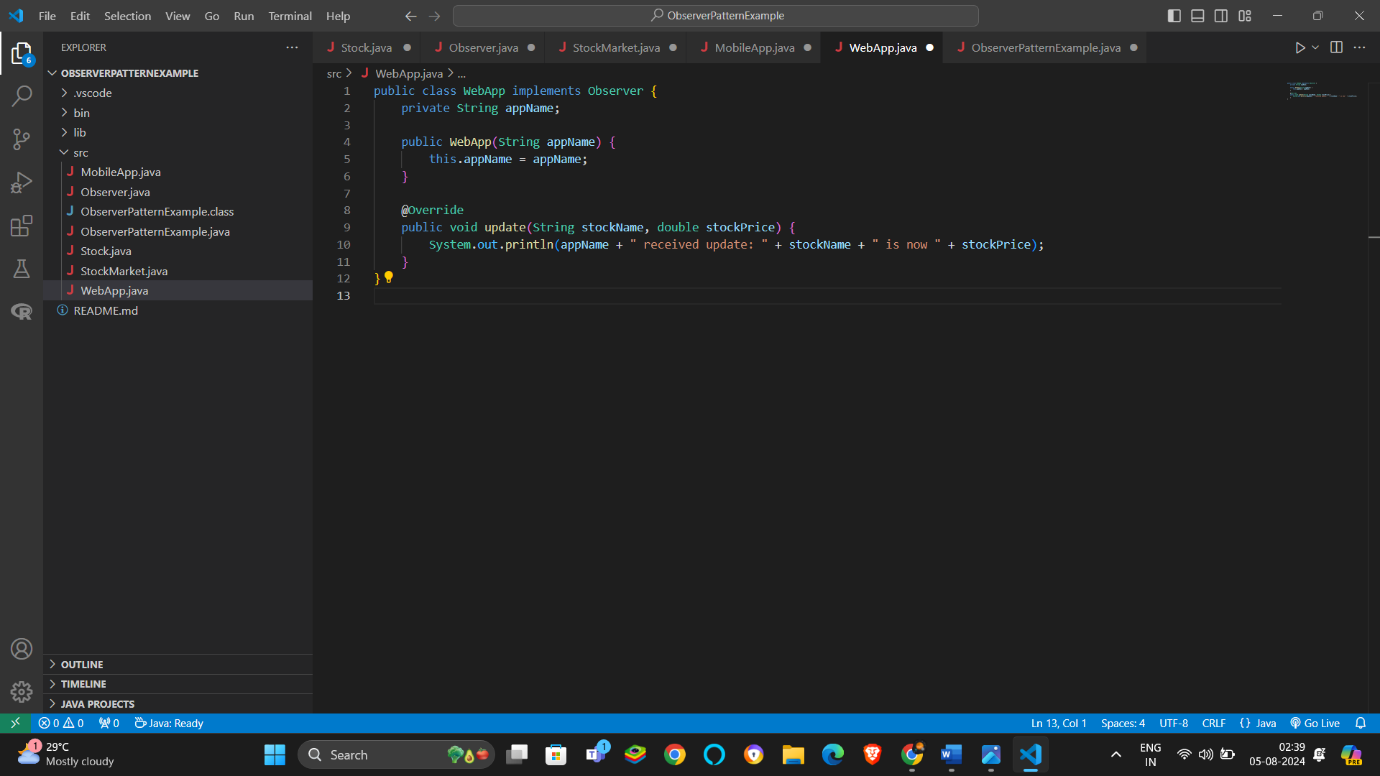 File Edit Selection View Go Run Terminal Help
ObserverPatternExample
EXPLORER
OBSERVERPATTERNEXAMPLE
.vscode
bin
lib
src
MobileApp.java
Observer.java
ObserverPatternExample.class
ObserverPatternExample.java
Stock.java
StockMarket.java
WebApp.java
README.md
OUTLINE
TIMELINE
JAVA PROJECTS
6
Stock.java Observer.java StockMarket.java MobileApp.java WebApp.java ObserverPatternExample.java
src > WebApp.java > ...
1 public class WebApp implements Observer {
2 private String appName;
3
4 public WebApp(String appName) {
5 this.appName = appName;
6 }
7
8 @Override
9 public void update(String stockName, double stockPrice) {
10 System.out.println(appName + " received update: " + stockName + " is now " + stockPrice);
11 }
12 }
13
0 0 0 Java: Ready
Ln 13, Col 1 Spaces: 4 UTF-8 CRLF {} Java Go Live
1 29°C
Mostly cloudy
Search
1
ENG
IN
02:39
05-08-2024
PRE